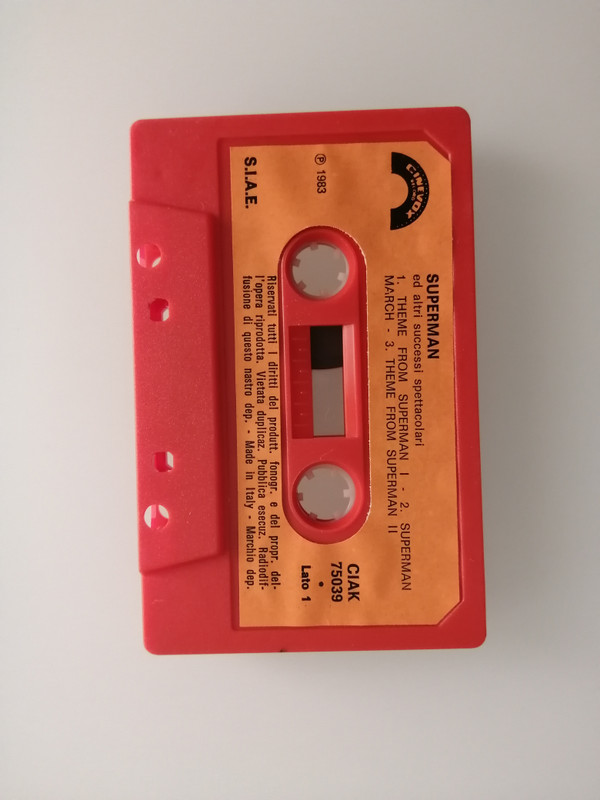 CINEVOX
SUPERMAN
ed altri successi spettacolari
1. THEME FROM SUPERMAN I - 2. SUPERMAN
MARCH - 3. THEME FROM SUPERMAN II
Ⓟ 1983
S.I.A.E.
CIAK
75039
•
Lato 1
Riservati tutti i diritti del produtt. fonogr. e del propr. del-
l'opera riprodotta. Vietata duplicaz. Pubblica esecuz. Radiodif-
fusione di questo nastro dep. - Made in Italy - Marchio dep.